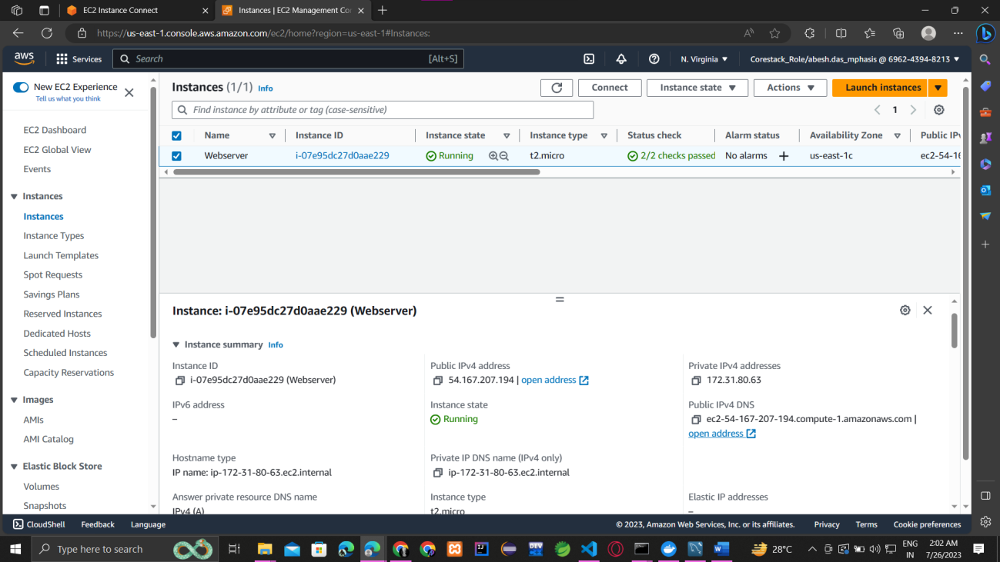 EC2 Instance Connect
Instances | EC2 Management Con
https://us-east-1.console.aws.amazon.com/ec2/home?region=us-east-1#Instances:
aws
Services
Search
[Alt+S]
N. Virginia
Corestack_Role/abesh.das_mphasis @ 6962-4394-8213
New EC2 Experience
Tell us what you think
EC2 Dashboard
EC2 Global View
Events
Instances
Instances
Instance Types
Launch Templates
Spot Requests
Savings Plans
Reserved Instances
Dedicated Hosts
Scheduled Instances
Capacity Reservations
Images
AMIs
AMI Catalog
Elastic Block Store
Volumes
Snapshots
Instances (1/1) Info
Connect
Instance state
Actions
Launch instances
Find instance by attribute or tag (case-sensitive)
1
Name Instance ID Instance state Instance type Status check Alarm status Availability Zone Public IPv
Webserver i-07e95dc27d0aae229 Running t2.micro 2/2 checks passed No alarms + us-east-1c ec2-54-16
Instance: i-07e95dc27d0aae229 (Webserver)
Instance summary Info
Instance ID
i-07e95dc27d0aae229 (Webserver)
Public IPv4 address
54.167.207.194 | open address
Private IPv4 addresses
172.31.80.63
IPv6 address
–
Instance state
Running
Public IPv4 DNS
ec2-54-167-207-194.compute-1.amazonaws.com |
open address
Hostname type
IP name: ip-172-31-80-63.ec2.internal
Private IP DNS name (IPv4 only)
ip-172-31-80-63.ec2.internal
Answer private resource DNS name
IPv4 (A)
Instance type
t2.micro
Elastic IP addresses
–
CloudShell
Feedback
Language
© 2023, Amazon Web Services, Inc. or its affiliates.
Privacy
Terms
Cookie preferences
Type here to search
28°C
ENG
IN
2:02 AM
7/26/2023